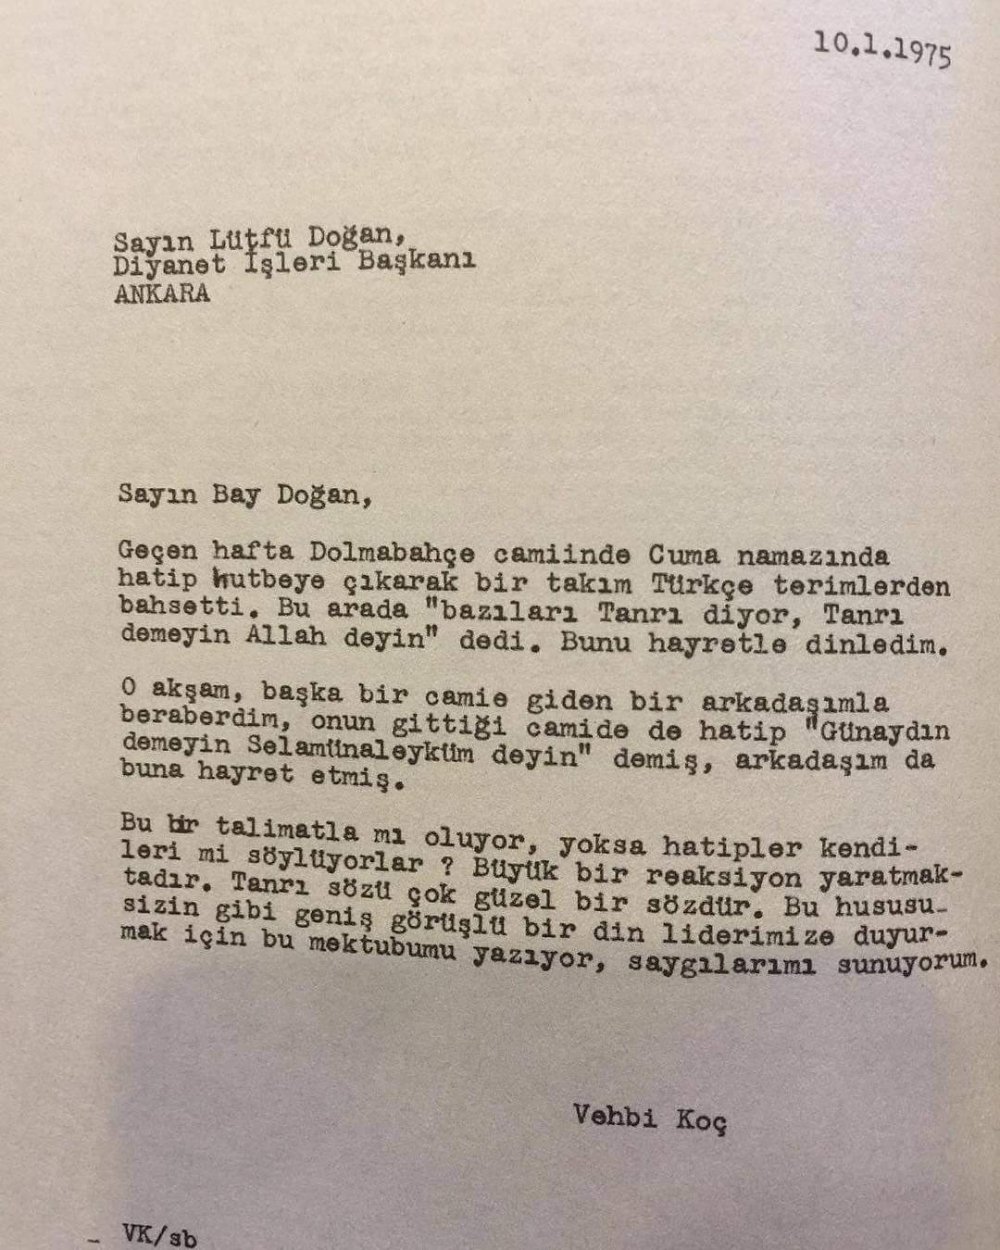 10.1.1975
Sayın Lütfü Doğan,
Diyanet İşleri Başkanı
ANKARA
Sayın Bay Doğan,
Geçen hafta Dolmabahçe camiinde Cuma namazında
hatip hutbeye çıkarak bir takım Türkçe terimlerden
bahsetti. Bu arada "bazıları Tanrı diyor, Tanrı
demeyin Allah deyin" dedi. Bunu hayretle dinledim.
O akşam, başka bir camie giden bir arkadaşımla
beraberdim, onun gittiği camide de hatip "Günaydın
demeyin Selamünaleyküm deyin" demiş, arkadaşım da
buna hayret etmiş.
Bu bir talimatla mı oluyor, yoksa hatipler kendi-
leri mi söylüyorlar ? Büyük bir reaksiyon yaratmak-
tadır. Tanrı sözü çok güzel bir sözdür. Bu hususu
sizin gibi geniş görüşlü bir din liderimize duyur-
mak için bu mektubumu yazıyor, saygılarımı sunuyorum.
Vehbi Koç
VK/sb